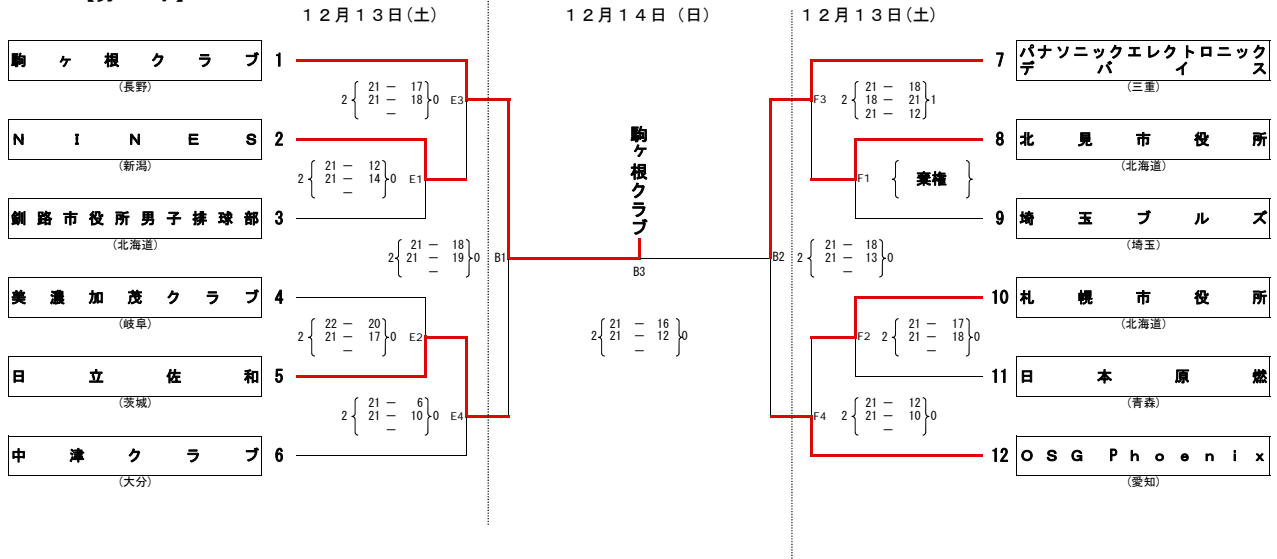 12月13日(土)
12月14日(日)
12月13日(土)
駒ヶ根クラブ 1
(長野)
NINES 2
(新潟)
釧路市役所男子排球部 3
(北海道)
美濃加茂クラブ 4
(岐阜)
日立佐和 5
(茨城)
中津クラブ 6
(大分)
2 { 21 － 17 } 0 E3
21 － 18
－
2 { 21 － 12 } 0 E1
21 － 14
－
2 { 21 － 18 } 0 B1
21 － 19
－
2 { 22 － 20 } 0 E2
21 － 17
－
2 { 21 － 6 } 0 E4
21 － 10
－
駒ヶ根クラブ
B3
2 { 21 － 16 } 0
21 － 12
－
F3 2 { 21 － 18 } 1
18 － 21
21 － 12
F1 { 棄権 }
B2 2 { 21 － 18 } 0
21 － 13
－
F2 2 { 21 － 17 } 0
21 － 18
－
F4 2 { 21 － 12 } 0
21 － 10
－
7 パナソニックエレクトロニック
デバイス
(三重)
8 北見市役所
(北海道)
9 埼玉ブルズ
(埼玉)
10 札幌市役所
(北海道)
11 日本原燃
(青森)
12 OSG Phoenix
(愛知)